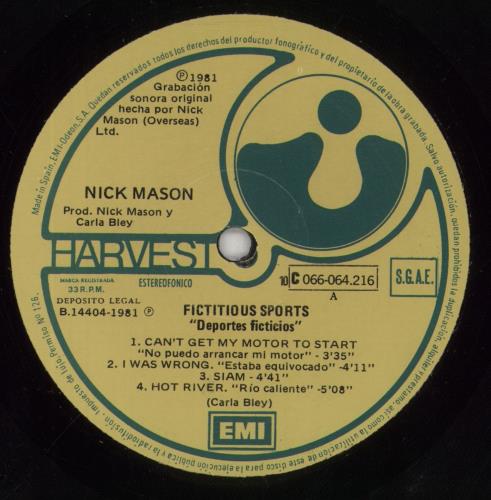 Made in Spain, EMI-Odeon, S.A. Quedan reservados todos los derechos del productor fonográfico y del propietario de la obra grabada. Salvo autorización, quedan prohibidos la duplicación, alquiler y préstamo, así como la utilización de este disco para la ejecución pública y la radiodifusión. - Impuesto de lujo. Permiso Nº 126.
Ⓟ 1981
Grabación
sonora original
hecha por Nick
Mason (Overseas)
Ltd.
NICK MASON
Prod. Nick Mason y
Carla Bley
HARVEST
MARCA REGISTRADA
33 R.P.M.
ESTEREOFONICO
DEPOSITO LEGAL
B.14404-1981 Ⓟ
10 C 066-064.216
A
S.G.A.E.
FICTITIOUS SPORTS
"Deportes ficticios"
1. CAN'T GET MY MOTOR TO START
"No puedo arrancar mi motor" - 3'35"
2. I WAS WRONG. "Estaba equivocado" -4'11"
3. SIAM - 4'41"
4. HOT RIVER. "Río caliente" -5'08"
(Carla Bley)
EMI